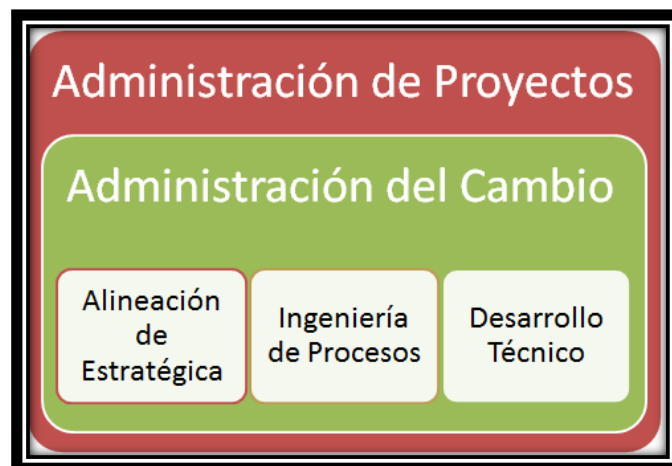 Administración de Proyectos
Administración del Cambio
Alineación
de
Estratégica
Ingeniería
de Procesos
Desarrollo
Técnico